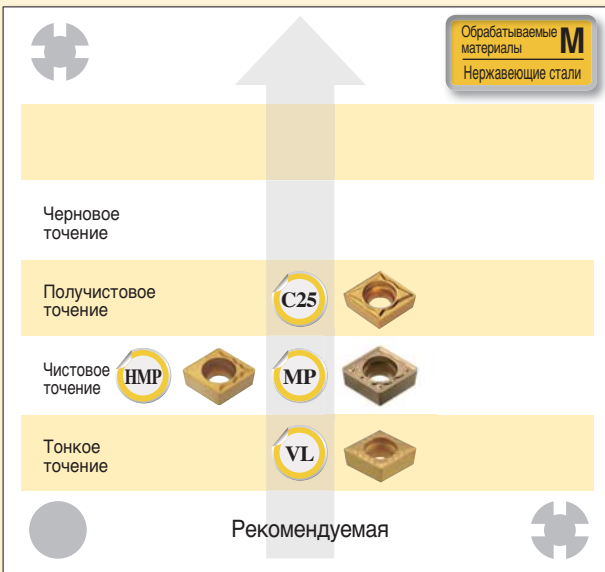 Обрабатываемые
материалы M
Нержавеющие стали
Черновое
точение
Получистовое
точение
C25
Чистовое
точение
HMP
MP
Тонкое
точение
VL
Рекомендуемая